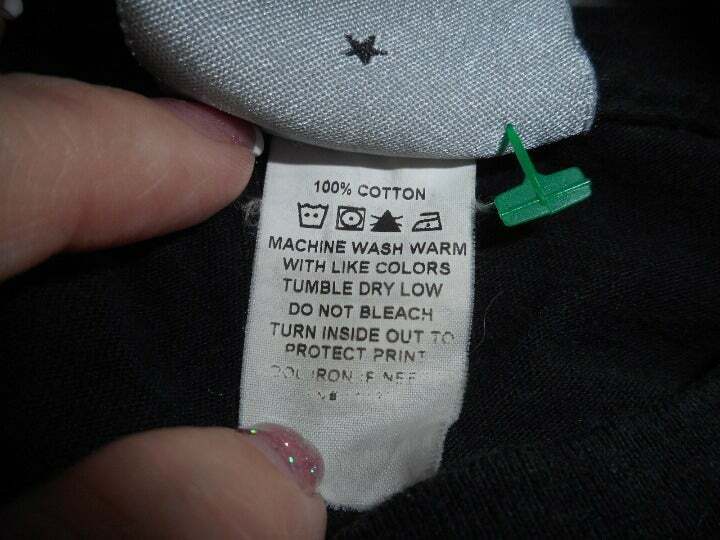 100% COTTON
MACHINE WASH WARM
WITH LIKE COLORS
TUMBLE DRY LOW
DO NOT BLEACH
TURN INSIDE OUT TO
PROTECT PRINT
IRON